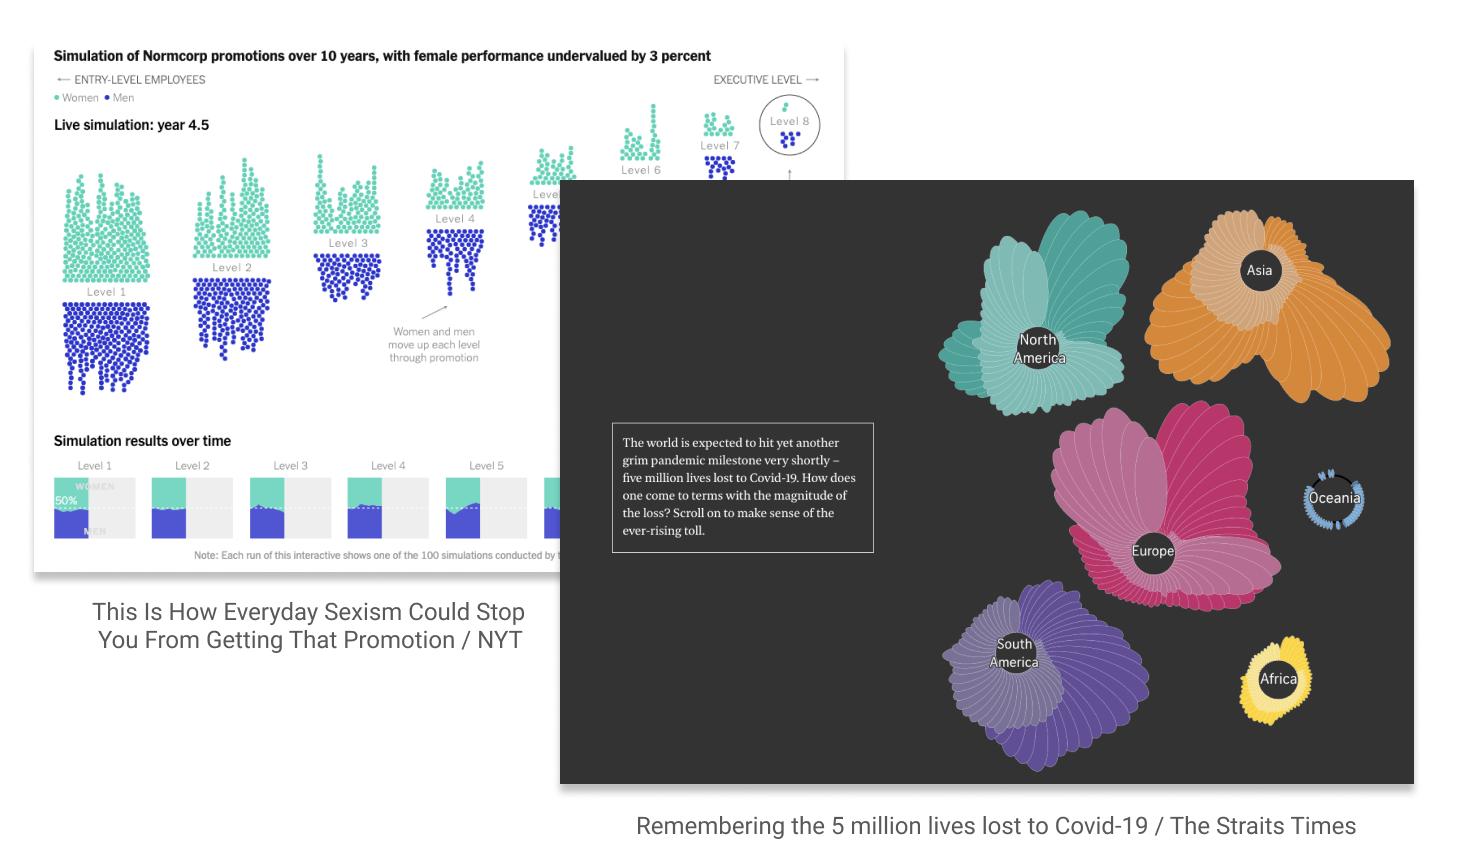 Simulation of Normcorp promotions over 10 years, with female performance undervalued by 3 percent
← ENTRY-LEVEL EMPLOYEES
EXECUTIVE LEVEL →
Women
Men
Live simulation: year 4.5
Level 8
Level 7
Level 6
Level 4
Level 3
Level 2
Level 1
Women and men
move up each level
through promotion
Simulation results over time
Level 1
Level 2
Level 3
Level 4
Level 5
WOMEN
50%
MEN
Note: Each run of this interactive shows one of the 100 simulations conducted by
This Is How Everyday Sexism Could Stop
You From Getting That Promotion / NYT
The world is expected to hit yet another
grim pandemic milestone very shortly –
five million lives lost to Covid-19. How does
one come to terms with the magnitude of
the loss? Scroll on to make sense of the
ever-rising toll.
North
America
Asia
Europe
Oceania
South
America
Africa
Remembering the 5 million lives lost to Covid-19 / The Straits Times